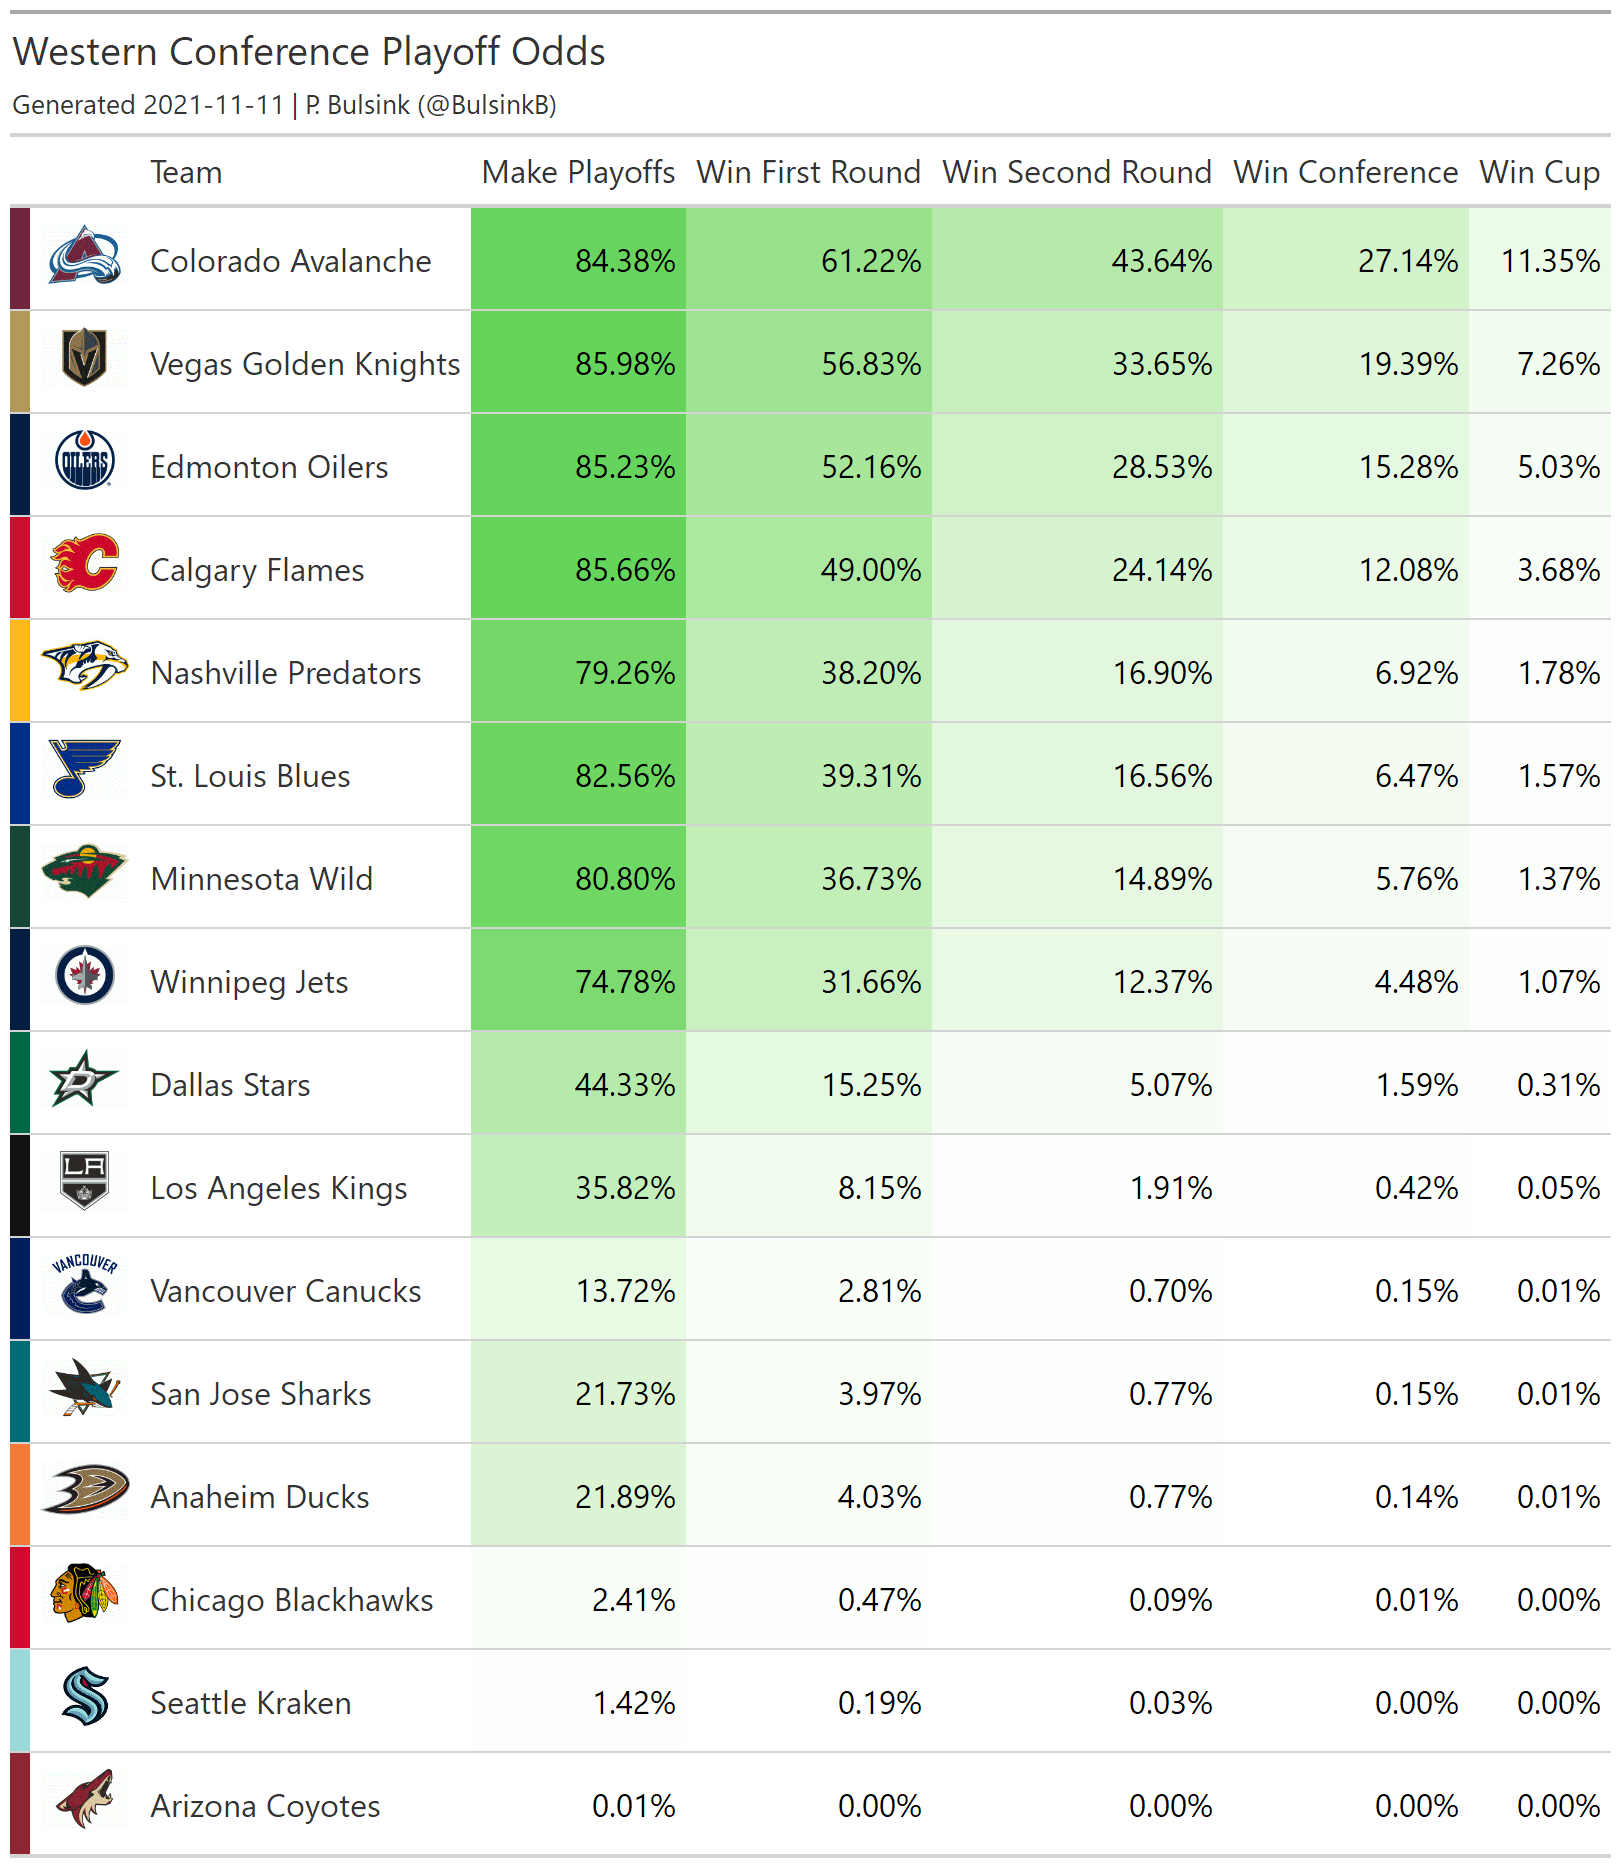 Western Conference Playoff Odds
Generated 2021-11-11 | P. Bulsink (@BulsinkB)
Team Make Playoffs Win First Round Win Second Round Win Conference Win Cup
Colorado Avalanche 84.38% 61.22% 43.64% 27.14% 11.35%
Vegas Golden Knights 85.98% 56.83% 33.65% 19.39% 7.26%
OILERS Edmonton Oilers 85.23% 52.16% 28.53% 15.28% 5.03%
Calgary Flames 85.66% 49.00% 24.14% 12.08% 3.68%
Nashville Predators 79.26% 38.20% 16.90% 6.92% 1.78%
St. Louis Blues 82.56% 39.31% 16.56% 6.47% 1.57%
Minnesota Wild 80.80% 36.73% 14.89% 5.76% 1.37%
Winnipeg Jets 74.78% 31.66% 12.37% 4.48% 1.07%
Dallas Stars 44.33% 15.25% 5.07% 1.59% 0.31%
LA Los Angeles Kings 35.82% 8.15% 1.91% 0.42% 0.05%
VANCOUVER Vancouver Canucks 13.72% 2.81% 0.70% 0.15% 0.01%
San Jose Sharks 21.73% 3.97% 0.77% 0.15% 0.01%
Anaheim Ducks 21.89% 4.03% 0.77% 0.14% 0.01%
Chicago Blackhawks 2.41% 0.47% 0.09% 0.01% 0.00%
Seattle Kraken 1.42% 0.19% 0.03% 0.00% 0.00%
Arizona Coyotes 0.01% 0.00% 0.00% 0.00% 0.00%